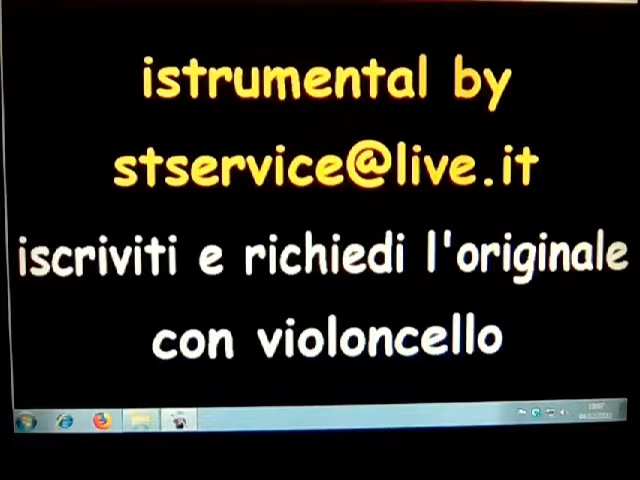 istrumental by
stservice@live.it
iscriviti e richiedi l'originale
con violoncello